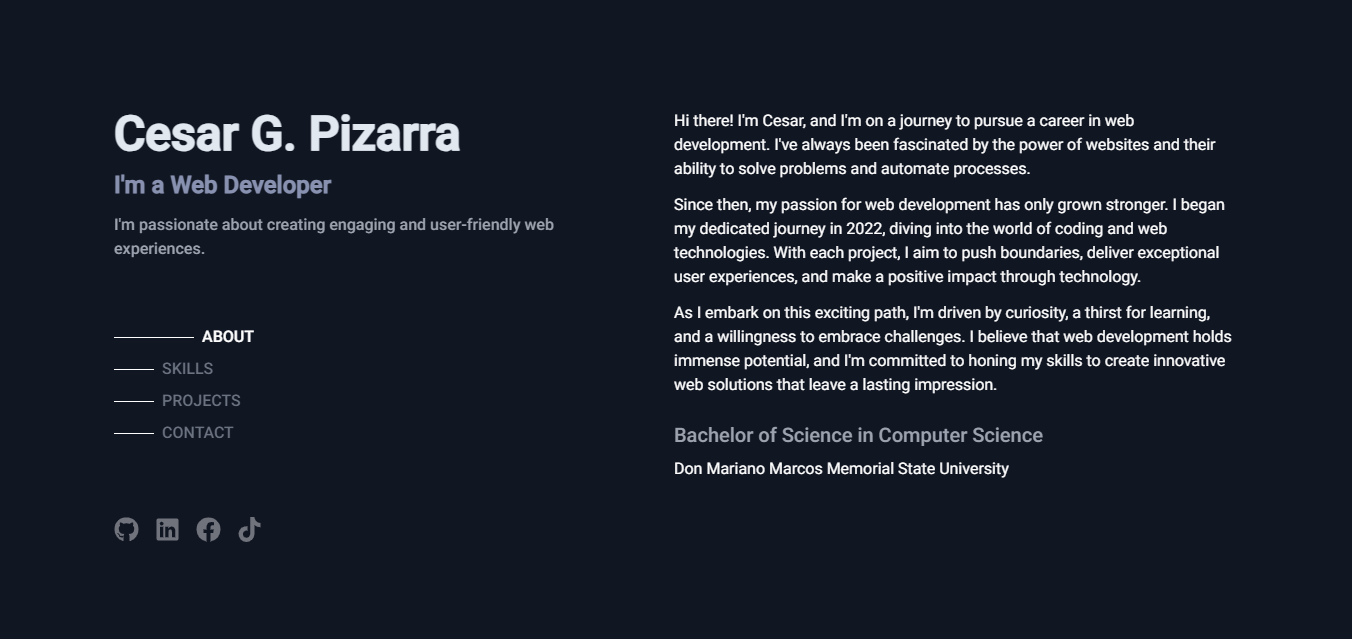 Cesar G. Pizarra
I'm a Web Developer
I'm passionate about creating engaging and user-friendly web
experiences.
ABOUT
SKILLS
PROJECTS
CONTACT
Hi there! I'm Cesar, and I'm on a journey to pursue a career in web
development. I've always been fascinated by the power of websites and their
ability to solve problems and automate processes.
Since then, my passion for web development has only grown stronger. I began
my dedicated journey in 2022, diving into the world of coding and web
technologies. With each project, I aim to push boundaries, deliver exceptional
user experiences, and make a positive impact through technology.
As I embark on this exciting path, I'm driven by curiosity, a thirst for learning,
and a willingness to embrace challenges. I believe that web development holds
immense potential, and I'm committed to honing my skills to create innovative
web solutions that leave a lasting impression.
Bachelor of Science in Computer Science
Don Mariano Marcos Memorial State University